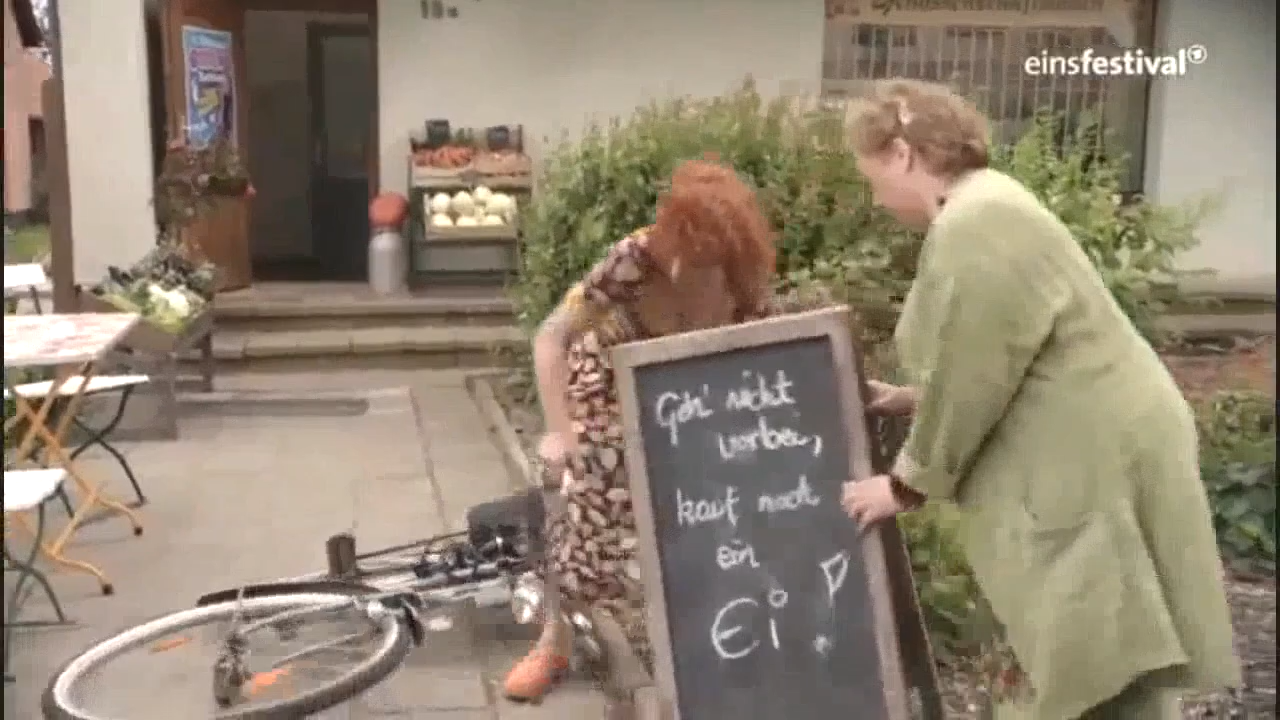 einsfestival
Geh' nicht
vorbei,
kauf noch
ein
Ei!